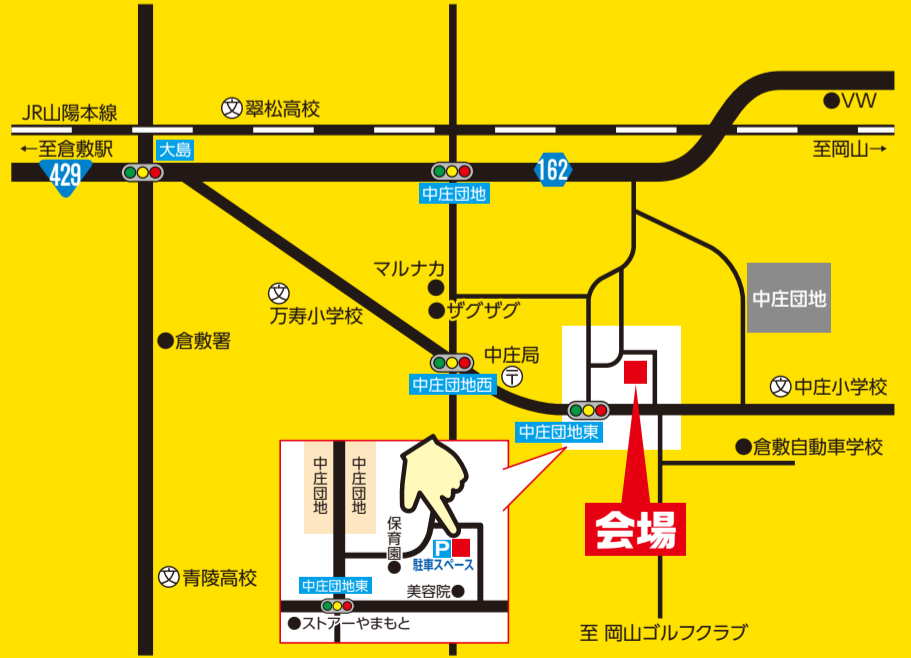 JR山陽本線
文 翠松高校
VW
←至倉敷駅
大島
至岡山→
429
162
中庄団地
マルナカ
ザグザグ
中庄団地
文
万寿小学校
倉敷署
中庄局
〒
中庄団地西
文 中庄小学校
中庄団地東
倉敷自動車学校
会場
中庄団地
中庄団地
保育園
P
駐車スペース
文 青陵高校
中庄団地東
美容院
ストアーやまもと
至 岡山ゴルフクラブ